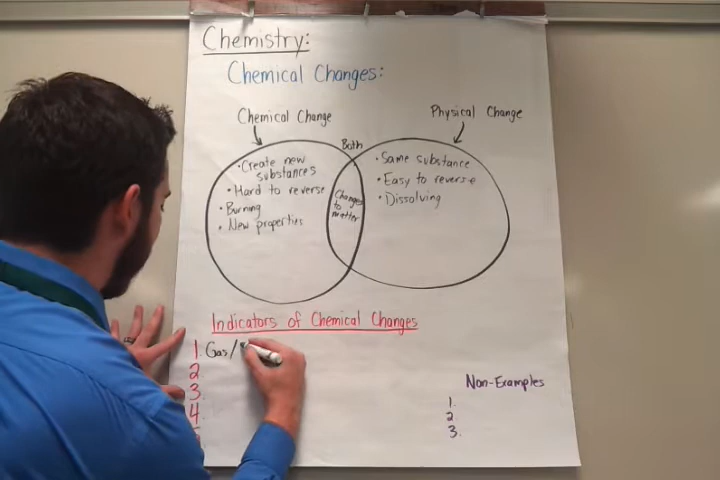 Chemistry:
Chemical Changes:
Chemical Change
Physical Change
Both
• Create new
substances
• Hard to reverse
• Burning
• New properties
Changes
to
matter
• Same substance
• Easy to reverse
• Dissolving
Indicators of Chemical Changes
1. Gas/
2.
3.
4.
Non-Examples
1.
2.
3.